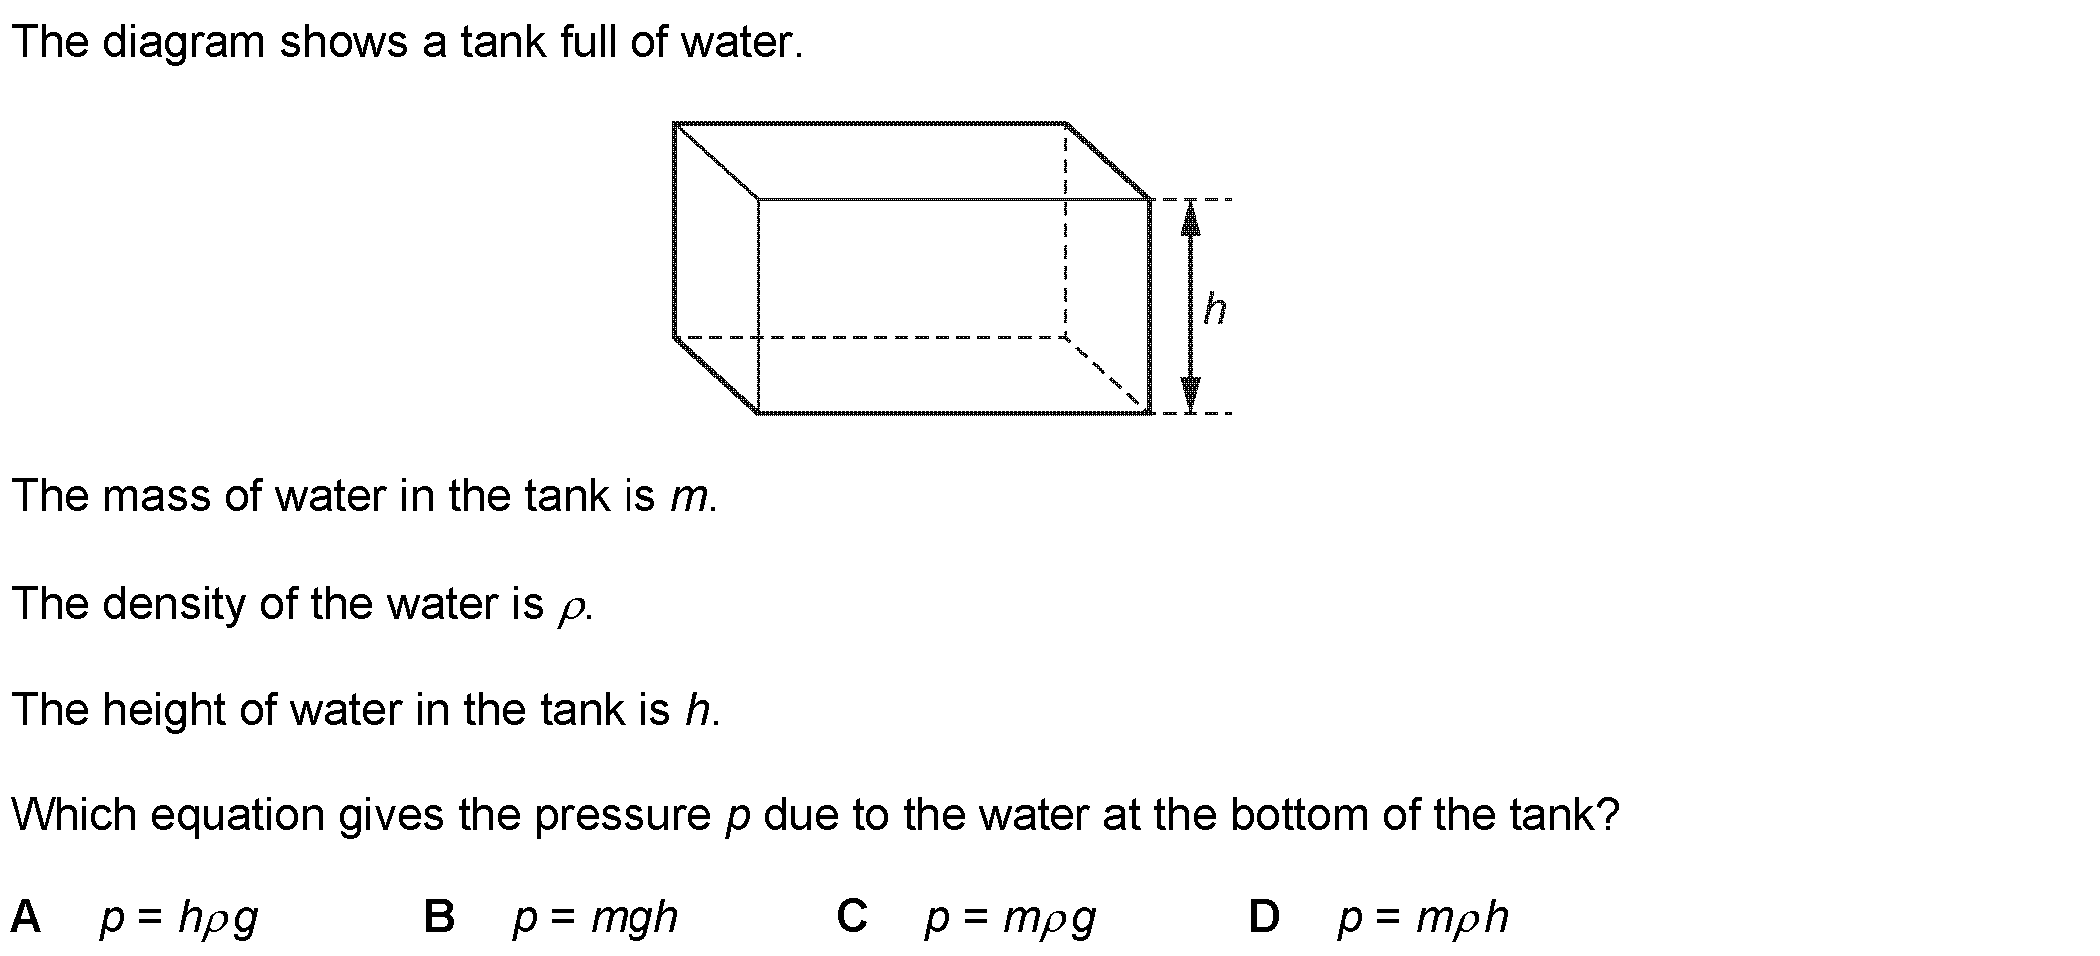 The diagram shows a tank full of water.
h
The mass of water in the tank is m.
The density of the water is ρ.
The height of water in the tank is h.
Which equation gives the pressure p due to the water at the bottom of the tank?
A p = hρg B p = mgh C p = mρg D p = mρh